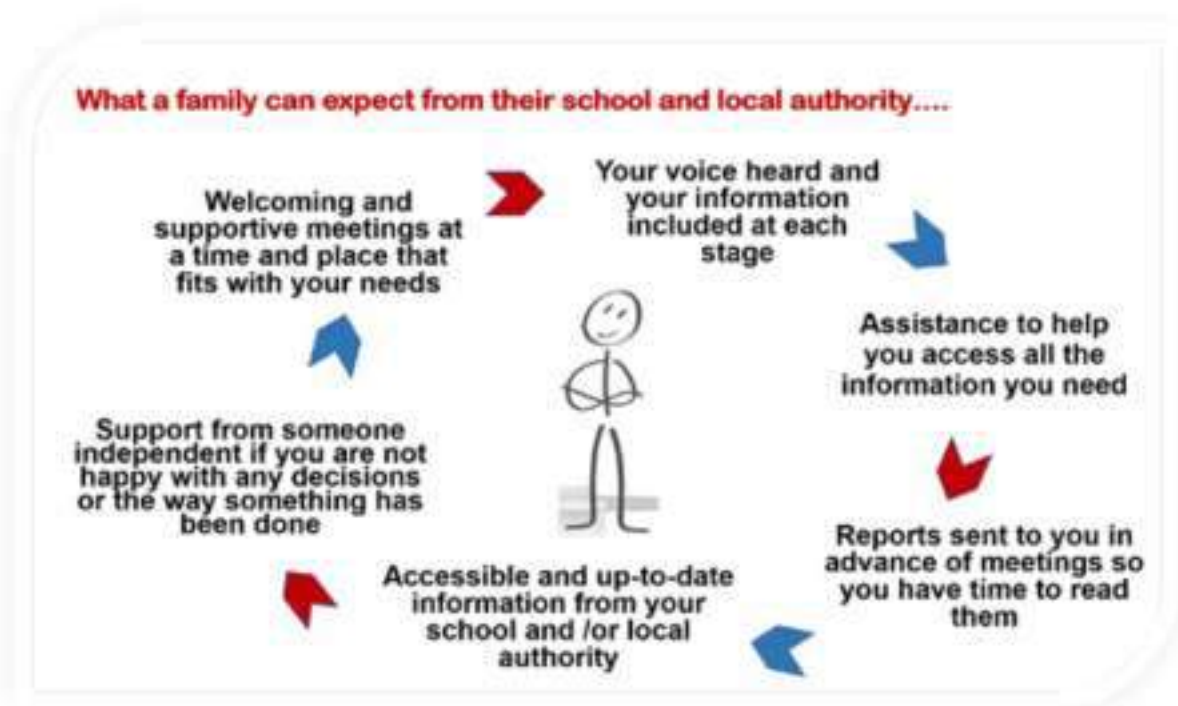 What a family can expect from their school and local authority....
Welcoming and
supportive meetings at
a time and place that
fits with your needs
Your voice heard and
your information
included at each
stage
Assistance to help
you access all the
information you need
Reports sent to you in
advance of meetings so
you have time to read
them
Accessible and up-to-date
information from your
school and /or local
authority
Support from someone
independent if you are not
happy with any decisions
or the way something has
been done